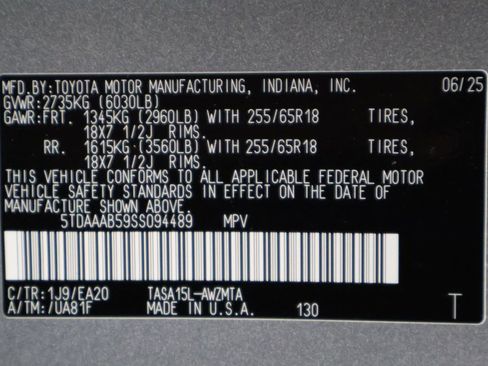 MFD.BY:TOYOTA MOTOR MANUFACTURING, INDIANA, INC. 06/25
GVWR:2735KG (6030LB)
GAWR:FRT. 1345KG (2960LB) WITH 255/65R18 TIRES,
18X7 1/2J RIMS.
RR. 1615KG (3560LB) WITH 255/65R18 TIRES,
18X7 1/2J RIMS.
THIS VEHICLE CONFORMS TO ALL APPLICABLE FEDERAL MOTOR
VEHICLE SAFETY STANDARDS IN EFFECT ON THE DATE OF
MANUFACTURE SHOWN ABOVE.
5TDAAAB59SS094489 MPV
C/TR:1J9/EA20 TASA15L-AWZMTA
A/TM:/UA81F MADE IN U.S.A. 130 T